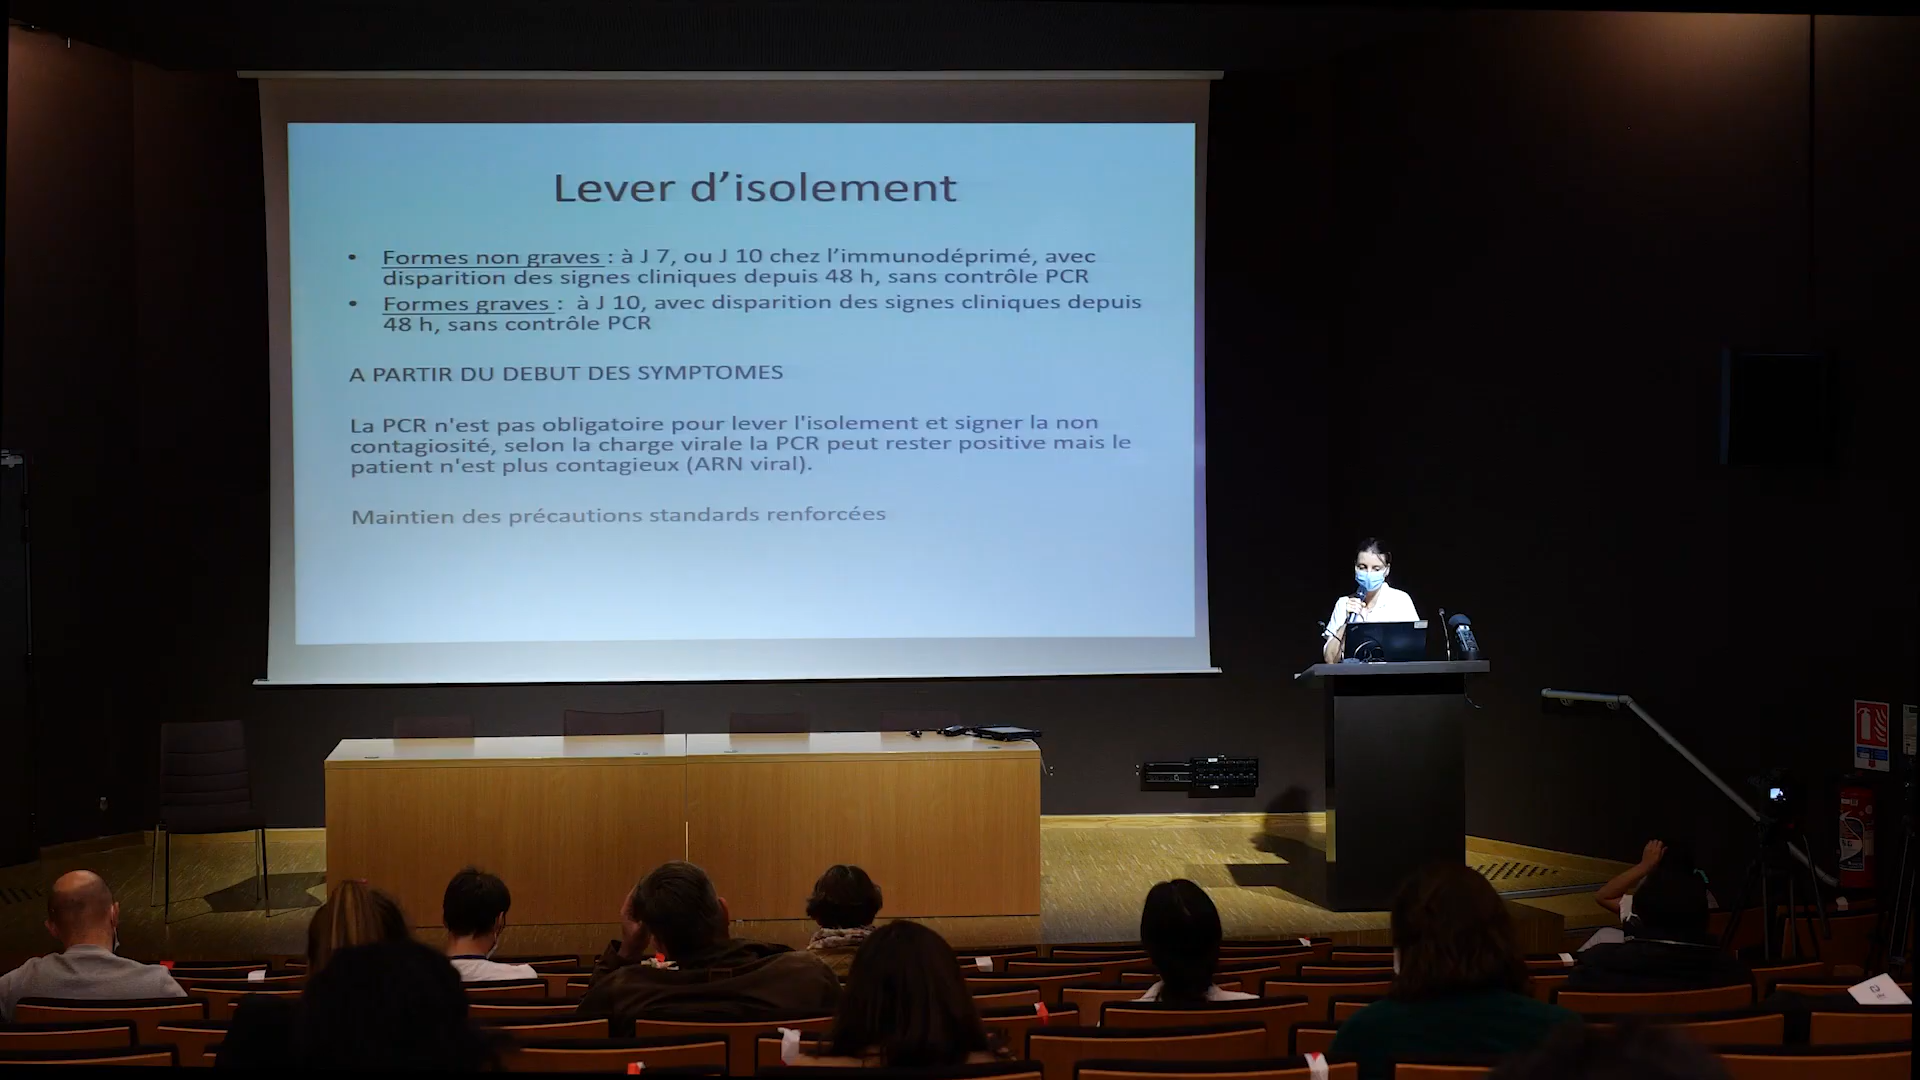 Lever d’isolement
• Formes non graves : à J 7, ou J 10 chez l’immunodéprimé, avec
disparition des signes cliniques depuis 48 h, sans contrôle PCR
• Formes graves : à J 10, avec disparition des signes cliniques depuis
48 h, sans contrôle PCR
A PARTIR DU DEBUT DES SYMPTOMES
La PCR n'est pas obligatoire pour lever l'isolement et signer la non
contagiosité, selon la charge virale la PCR peut rester positive mais le
patient n'est plus contagieux (ARN viral).
Maintien des précautions standards renforcées